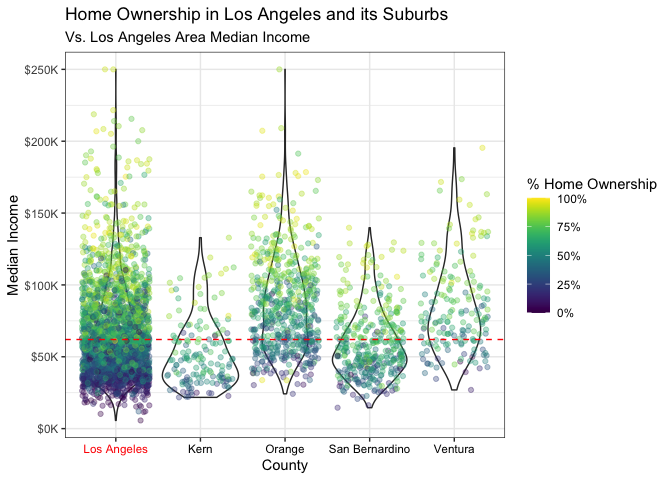 Home Ownership in Los Angeles and its Suburbs
Vs. Los Angeles Area Median Income
$250K
$200K
$150K
$100K
$50K
$0K
Median Income
Los Angeles Kern Orange San Bernardino Ventura
County
% Home Ownership
100%
75%
50%
25%
0%